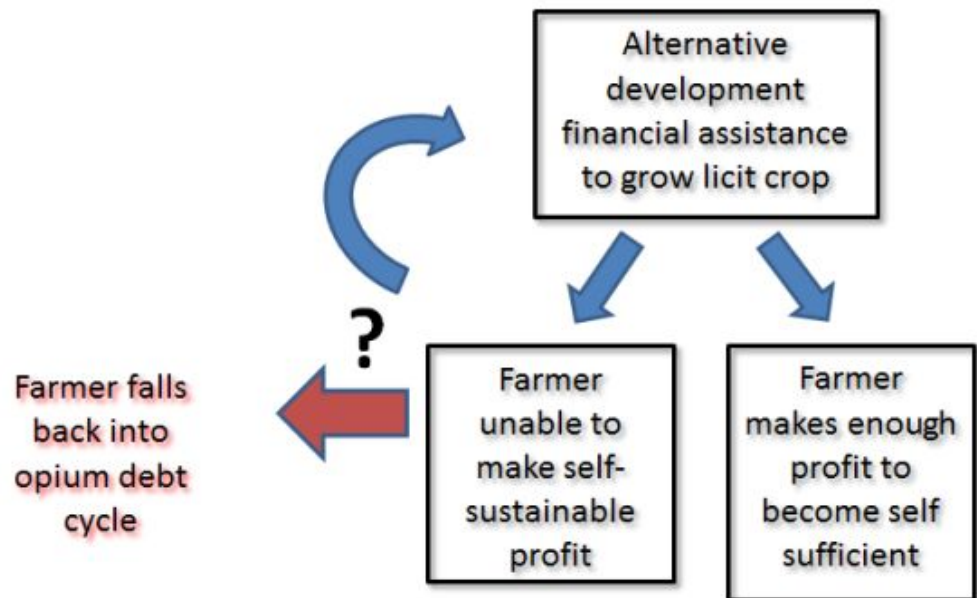 Alternative
development
financial assistance
to grow licit crop
?
Farmer falls
back into
opium debt
cycle
Farmer
unable to
make self-
sustainable
profit
Farmer
makes enough
profit to
become self
sufficient